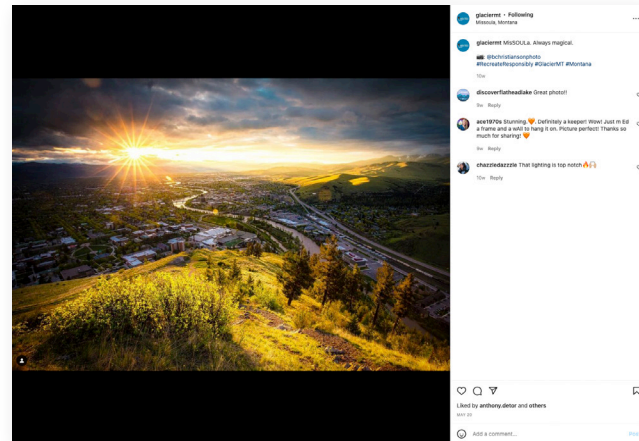 glaciermt • Following
Missoula, Montana
glaciermt MisSOULa. Always magical.
📷: @bchristiansonphoto
#RecreateResponsibly #GlacierMT #Montana
10w
discoverflatheadlake Great photo!!
9w Reply
ace1970s Stunning.🧡. Definitely a keeper! Wow! Just m Ed
a frame and a wAll to hang it on. Picture perfect! Thanks so
much for sharing! 🧡
9w Reply
chazzledazzzle That lighting is top notch🔥🙌🏻
10w Reply
Liked by anthony.detor and others
MAY 20
Add a comment...
Post